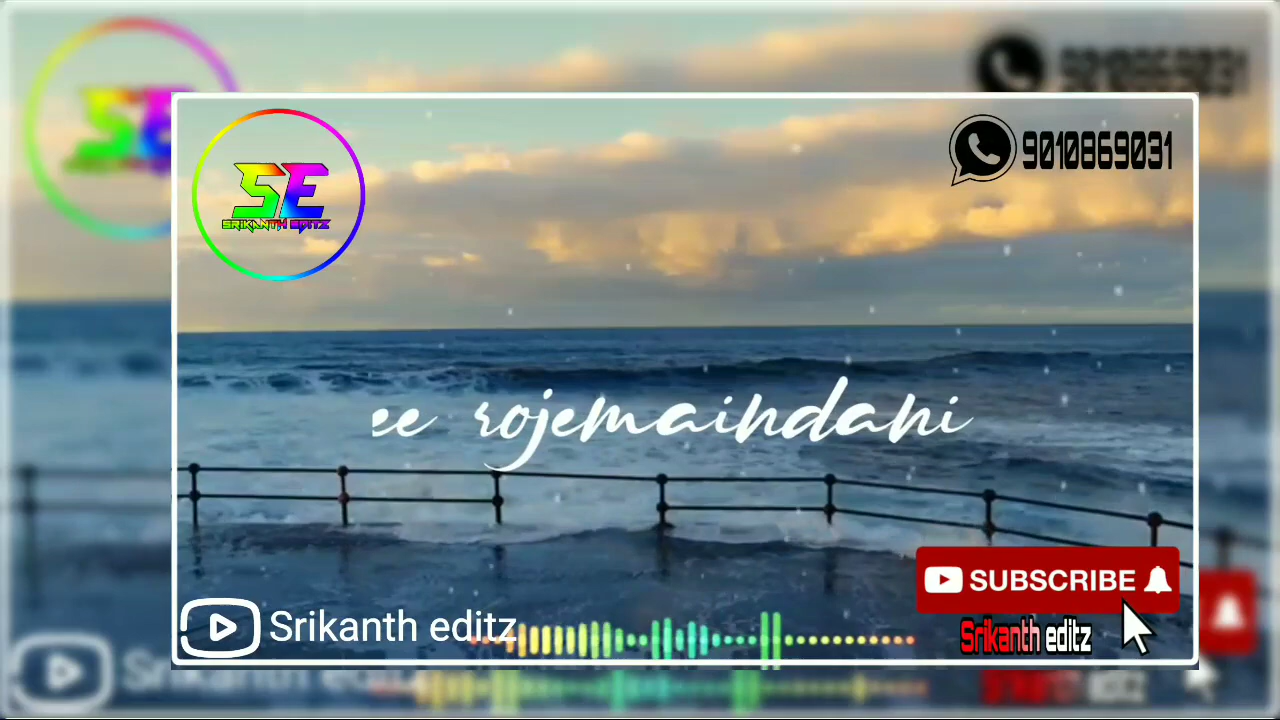 SE
SRIKANTH EDITZ
9010869031
ee rojemaindani
SUBSCRIBE
Srikanth editz
Srikanth editz